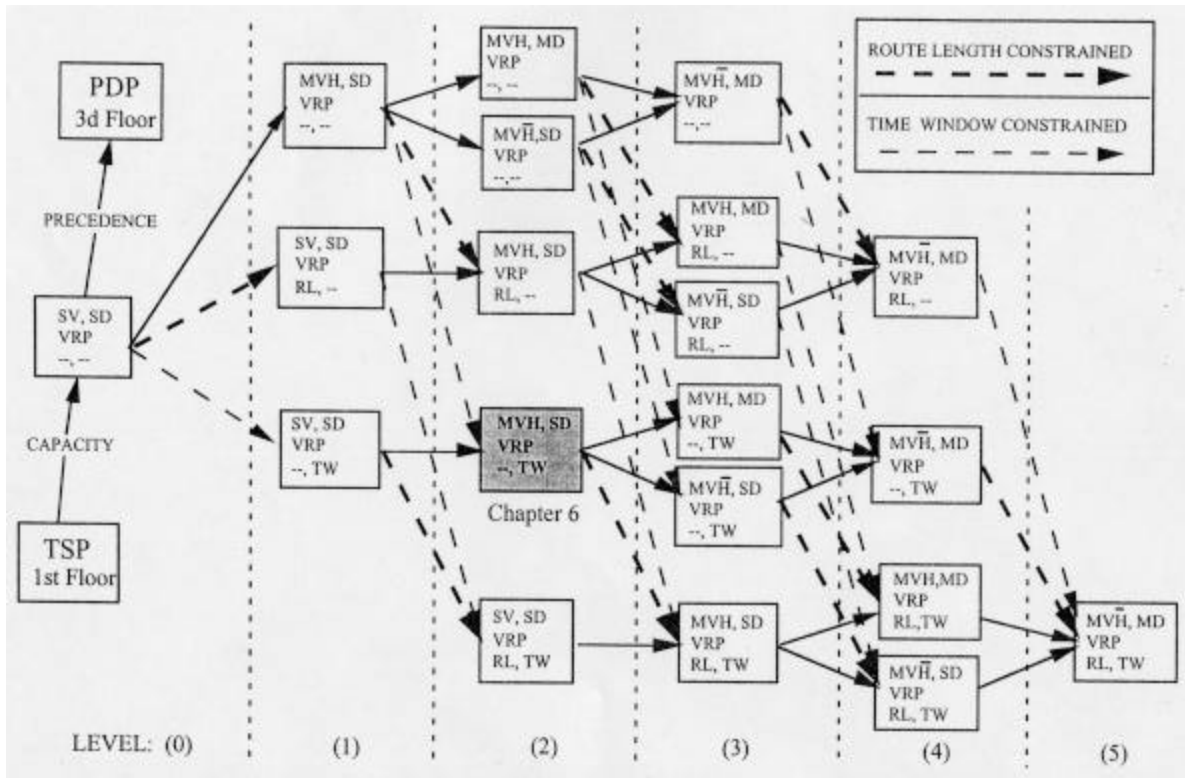 PDP
3d Floor
PRECEDENCE
SV, SD
VRP
--, --
CAPACITY
TSP
1st Floor
MVH, SD
VRP
--, --
SV, SD
VRP
RL, --
SV, SD
VRP
--, TW
MVH, MD
VRP
--, --
MVH̅,SD
VRP
--,--
MVH, SD
VRP
RL, --
MVH, SD
VRP
--, TW
Chapter 6
SV, SD
VRP
RL, TW
MVH̅, MD
VRP
--,--
MVH, MD
VRP
RL, --
MVH̅, SD
VRP
RL, --
MVH, MD
VRP
--, TW
MVH̅, SD
VRP
--, TW
MVH, SD
VRP
RL, TW
ROUTE LENGTH CONSTRAINED
TIME WINDOW CONSTRAINED
MVH̅, MD
VRP
RL, --
MVH̅, MD
VRP
--, TW
MVH,MD
VRP
RL,TW
MVH̅, SD
VRP
RL, TW
MVH̅, MD
VRP
RL, TW
LEVEL: (0) (1) (2) (3) (4) (5)